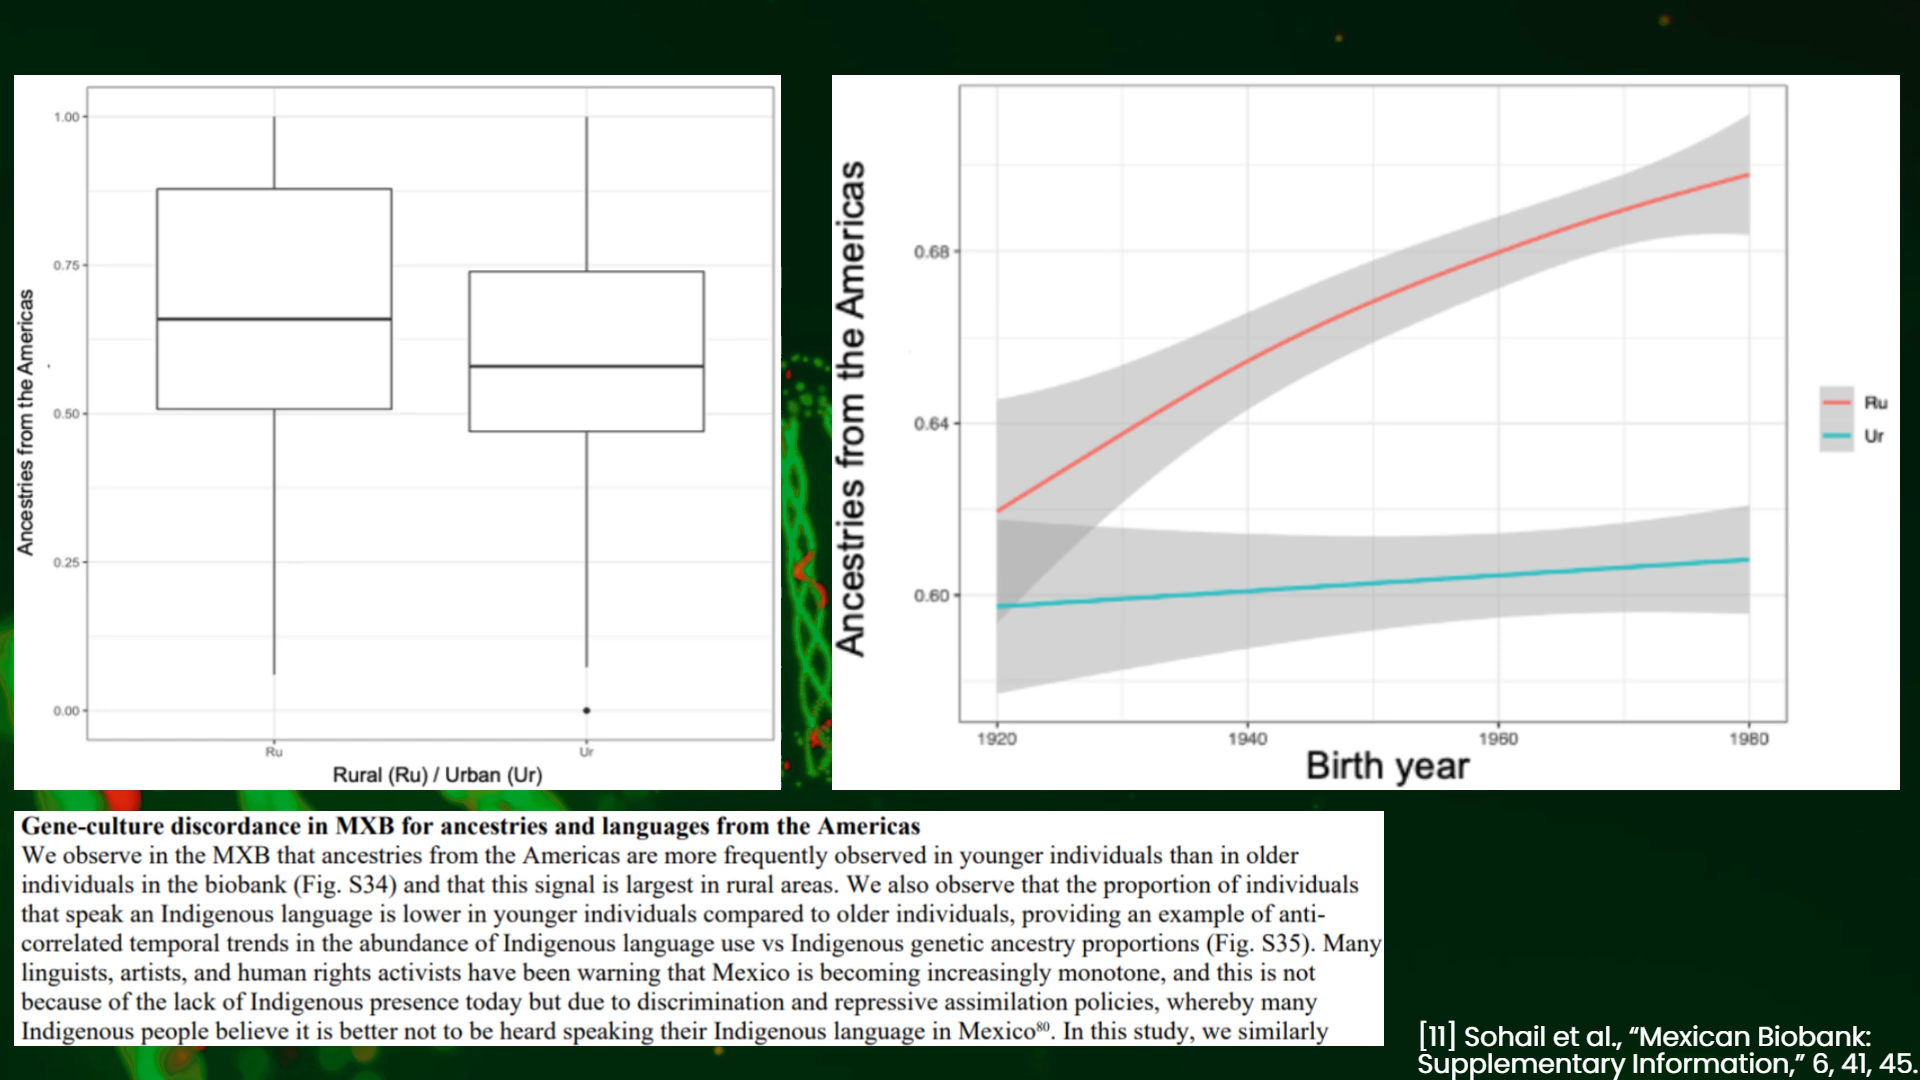 1.00
0.75
0.50
0.25
0.00
Ancestries from the Americas
Ru
Ur
Rural (Ru) / Urban (Ur)
Ancestries from the Americas
0.68
0.64
0.60
1920
1940
1960
1980
Birth year
Ru
Ur
Gene-culture discordance in MXB for ancestries and languages from the Americas
We observe in the MXB that ancestries from the Americas are more frequently observed in younger individuals than in older
individuals in the biobank (Fig. S34) and that this signal is largest in rural areas. We also observe that the proportion of individuals
that speak an Indigenous language is lower in younger individuals compared to older individuals, providing an example of anti-
correlated temporal trends in the abundance of Indigenous language use vs Indigenous genetic ancestry proportions (Fig. S35). Many
linguists, artists, and human rights activists have been warning that Mexico is becoming increasingly monotone, and this is not
because of the lack of Indigenous presence today but due to discrimination and repressive assimilation policies, whereby many
Indigenous people believe it is better not to be heard speaking their Indigenous language in Mexico⁸⁰. In this study, we similarly
[11] Sohail et al., “Mexican Biobank:
Supplementary Information,” 6, 41, 45.